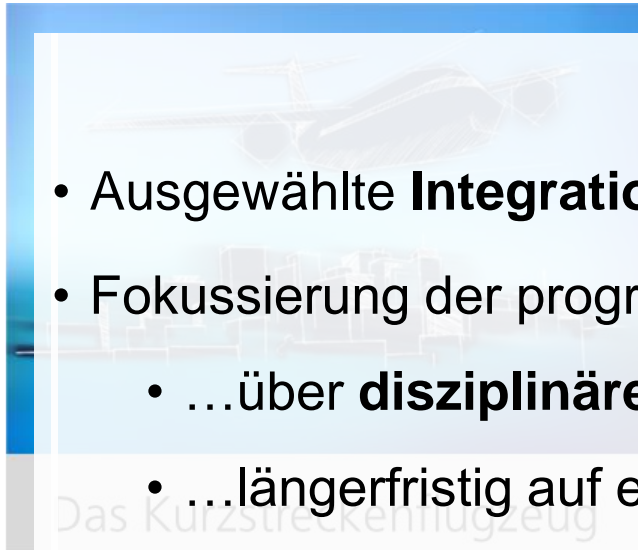 • Ausgewählte Integratio
• Fokussierung der progr
• …über disziplinäre
• …längerfristig auf e
Das Kurzstreckenflugzeug